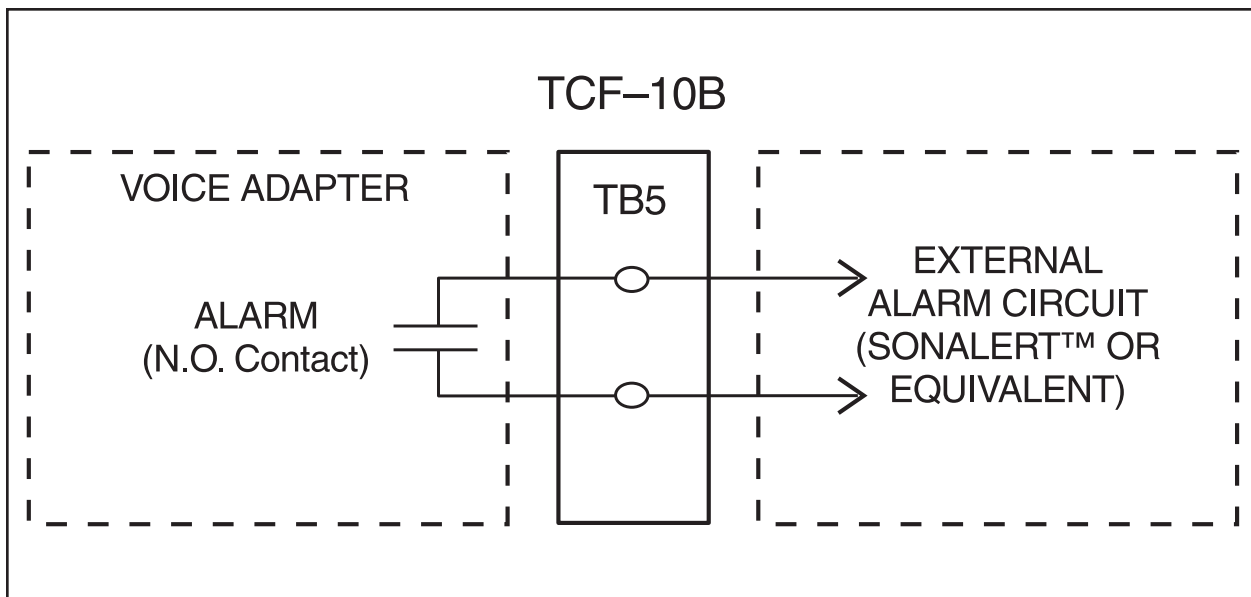 TCF–10B
VOICE ADAPTER
TB5
ALARM
(N.O. Contact)
EXTERNAL
ALARM CIRCUIT
(SONALERT™ OR
EQUIVALENT)